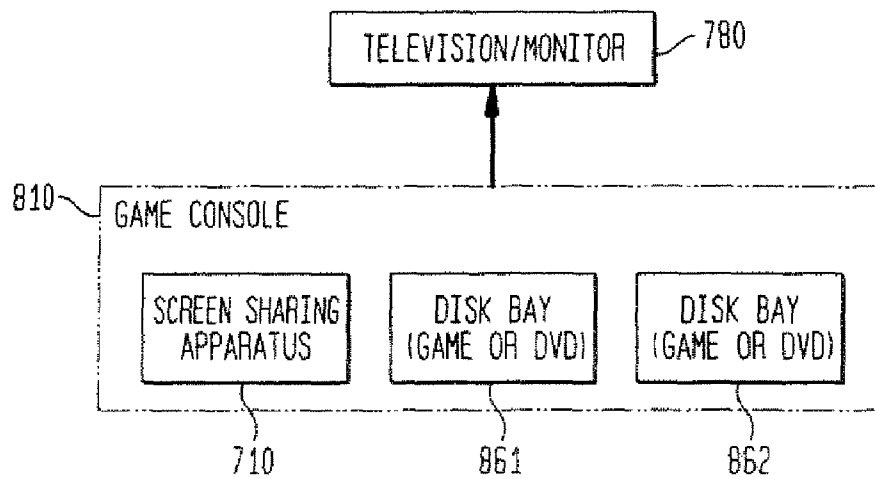 TELEVISION/MONITOR
780
810
GAME CONSOLE
SCREEN SHARING
APPARATUS
DISK BAY
(GAME OR DVD)
DISK BAY
(GAME OR DVD)
710
861
862